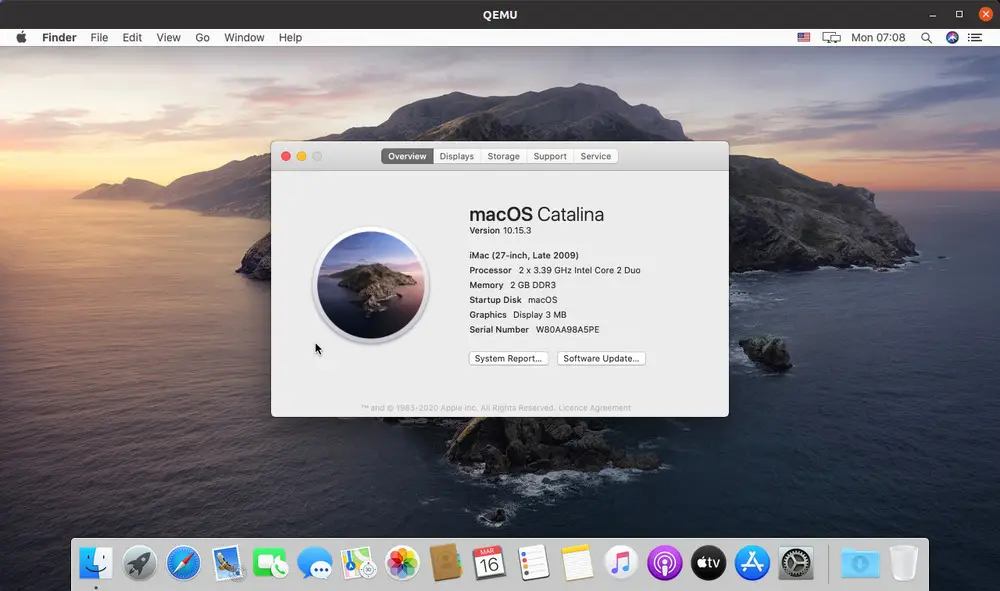 QEMU
Finder File Edit View Go Window Help Mon 07:08
Overview Displays Storage Support Service
macOS Catalina
Version 10.15.3
iMac (27-inch, Late 2009)
Processor 2 x 3.39 GHz Intel Core 2 Duo
Memory 2 GB DDR3
Startup Disk macOS
Graphics Display 3 MB
Serial Number W80AA98A5PE
System Report... Software Update...
™ and © 1983-2020 Apple Inc. All Rights Reserved. Licence Agreement
MAR
16
tv